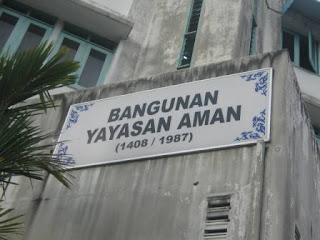 BANGUNAN
YAYASAN AMAN
(1408 / 1987)